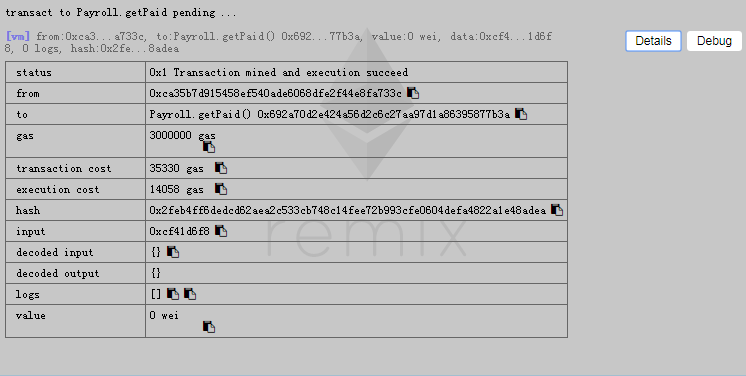 transact to Payroll.getPaid pending ...
[vm] from:0xca3...a733c, to:Payroll.getPaid() 0x692...77b3a, value:0 wei, data:0xcf4...1d6f
8, 0 logs, hash:0x2fe...8adea
Details
Debug
status 0x1 Transaction mined and execution succeed
from 0xca35b7d915458ef540ade6068dfe2f44e8fa733c
to Payroll.getPaid() 0x692a70d2e424a56d2c6c27aa97d1a86395877b3a
gas 3000000 gas
transaction cost 35330 gas
execution cost 14058 gas
hash 0x2feb4ff6dedcd62aea2c533cb748c14fee72b993cfe0604defa4822a1e48adea
input 0xcf41d6f8
decoded input {}
decoded output {}
logs []
value 0 wei
remix